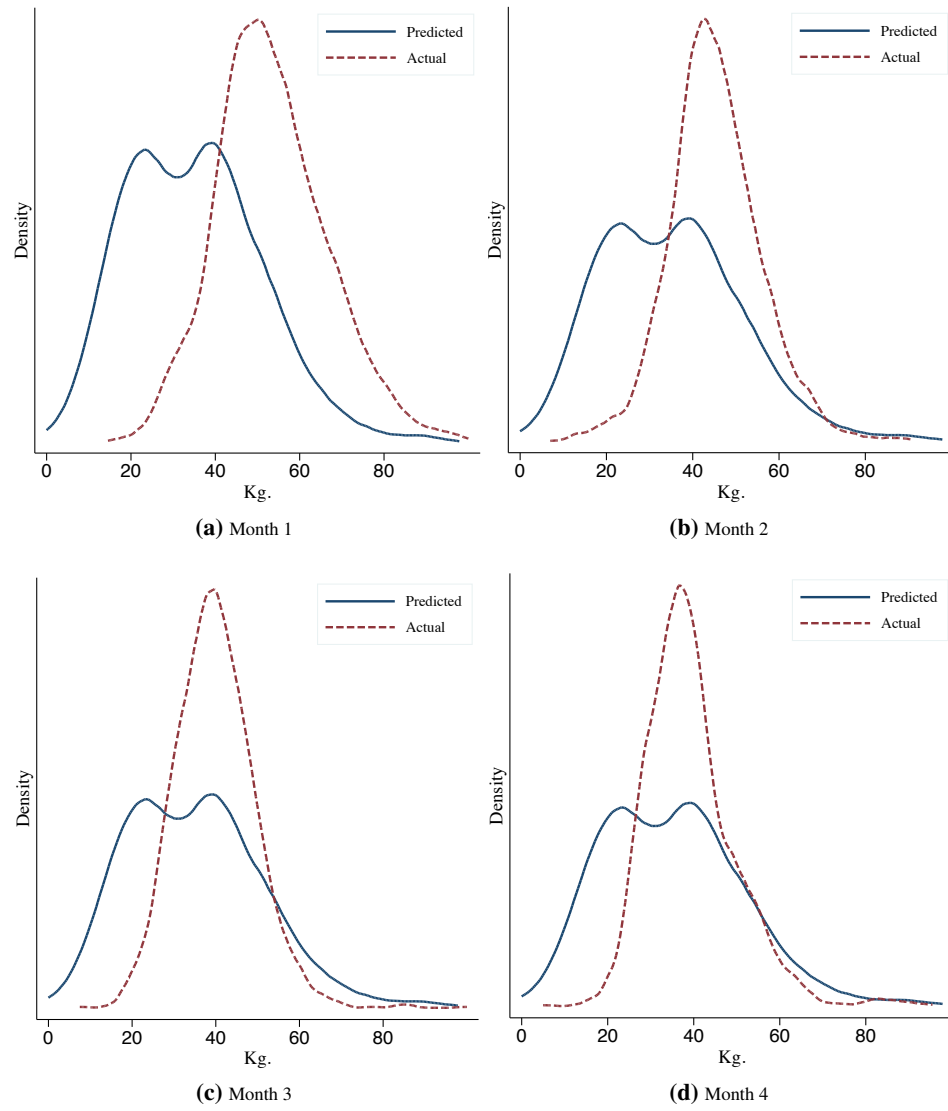 Predicted
Actual
Density
0 20 40 60 80
Kg.
(a) Month 1
Predicted
Actual
Density
0 20 40 60 80
Kg.
(b) Month 2
Predicted
Actual
Density
0 20 40 60 80
Kg.
(c) Month 3
Predicted
Actual
Density
0 20 40 60 80
Kg.
(d) Month 4